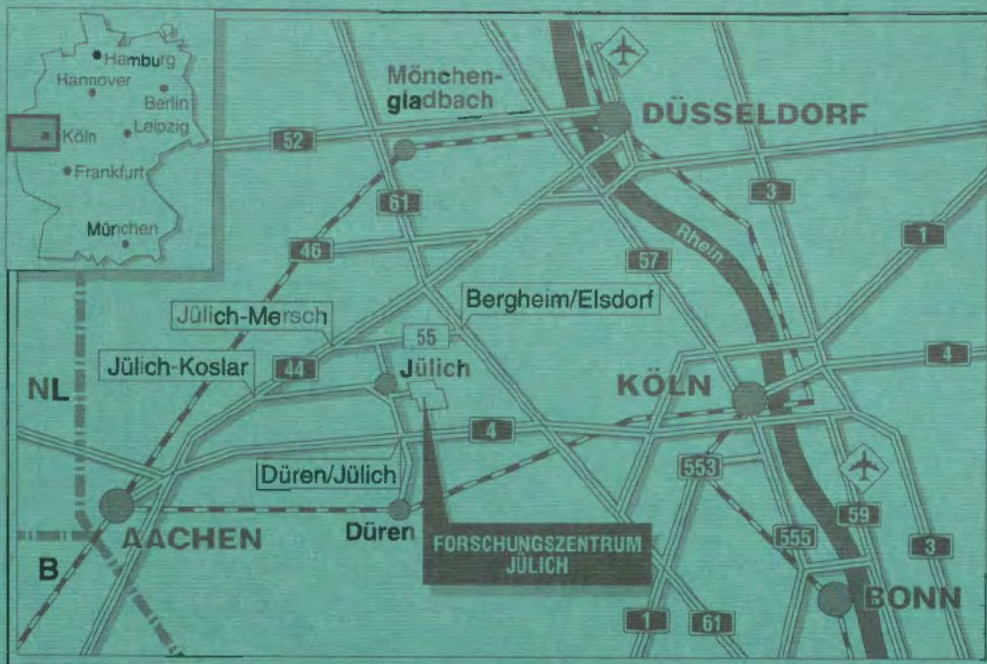 Hamburg
Hannover
Berlin
Leipzig
Köln
Frankfurt
München
Mönchen-
gladbach
DÜSSELDORF
52
3
61
1
46
Rhein
57
Bergheim/Elsdorf
Jülich-Mersch
55
Jülich
4
Jülich-Koslar
44
NL
KÖLN
4
Düren/Jülich
553
AACHEN
Düren
59
555
3
FORSCHUNGSZENTRUM
JÜLICH
B
BONN
1
61